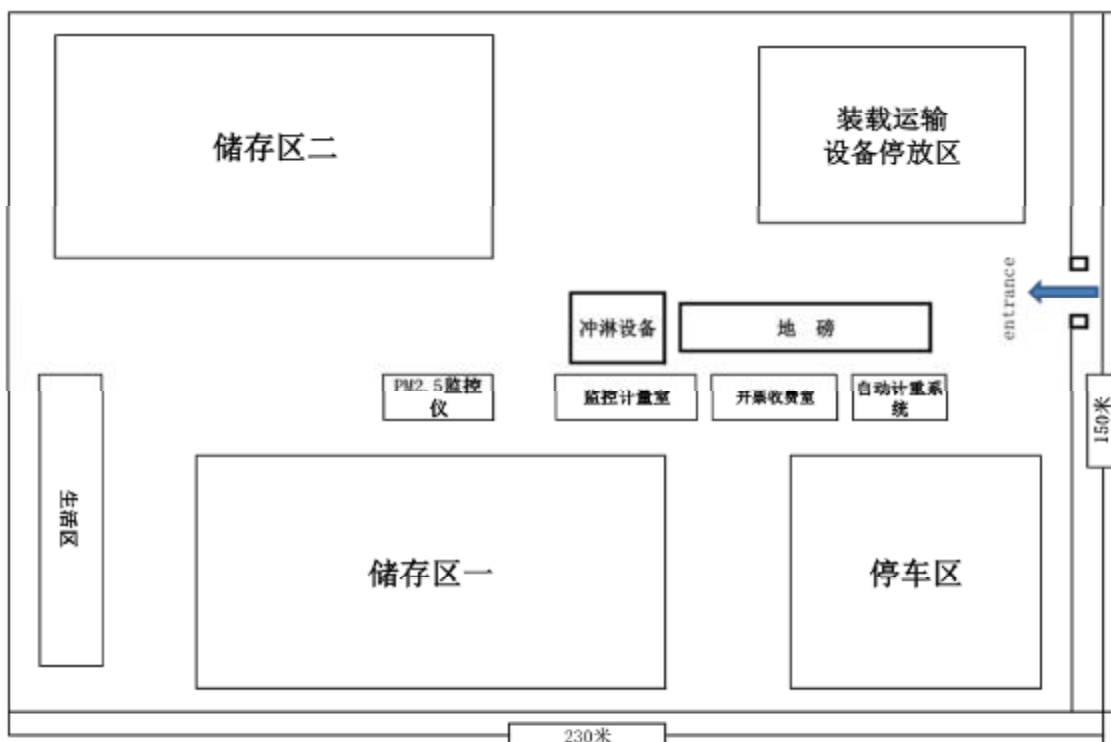 储存区二
装载运输
设备停放区
entrance
冲淋设备
地 磅
PM2.5监控
仪
监控计量室
开票收费室
自动计重系
统
150米
生活区
储存区一
停车区
230米